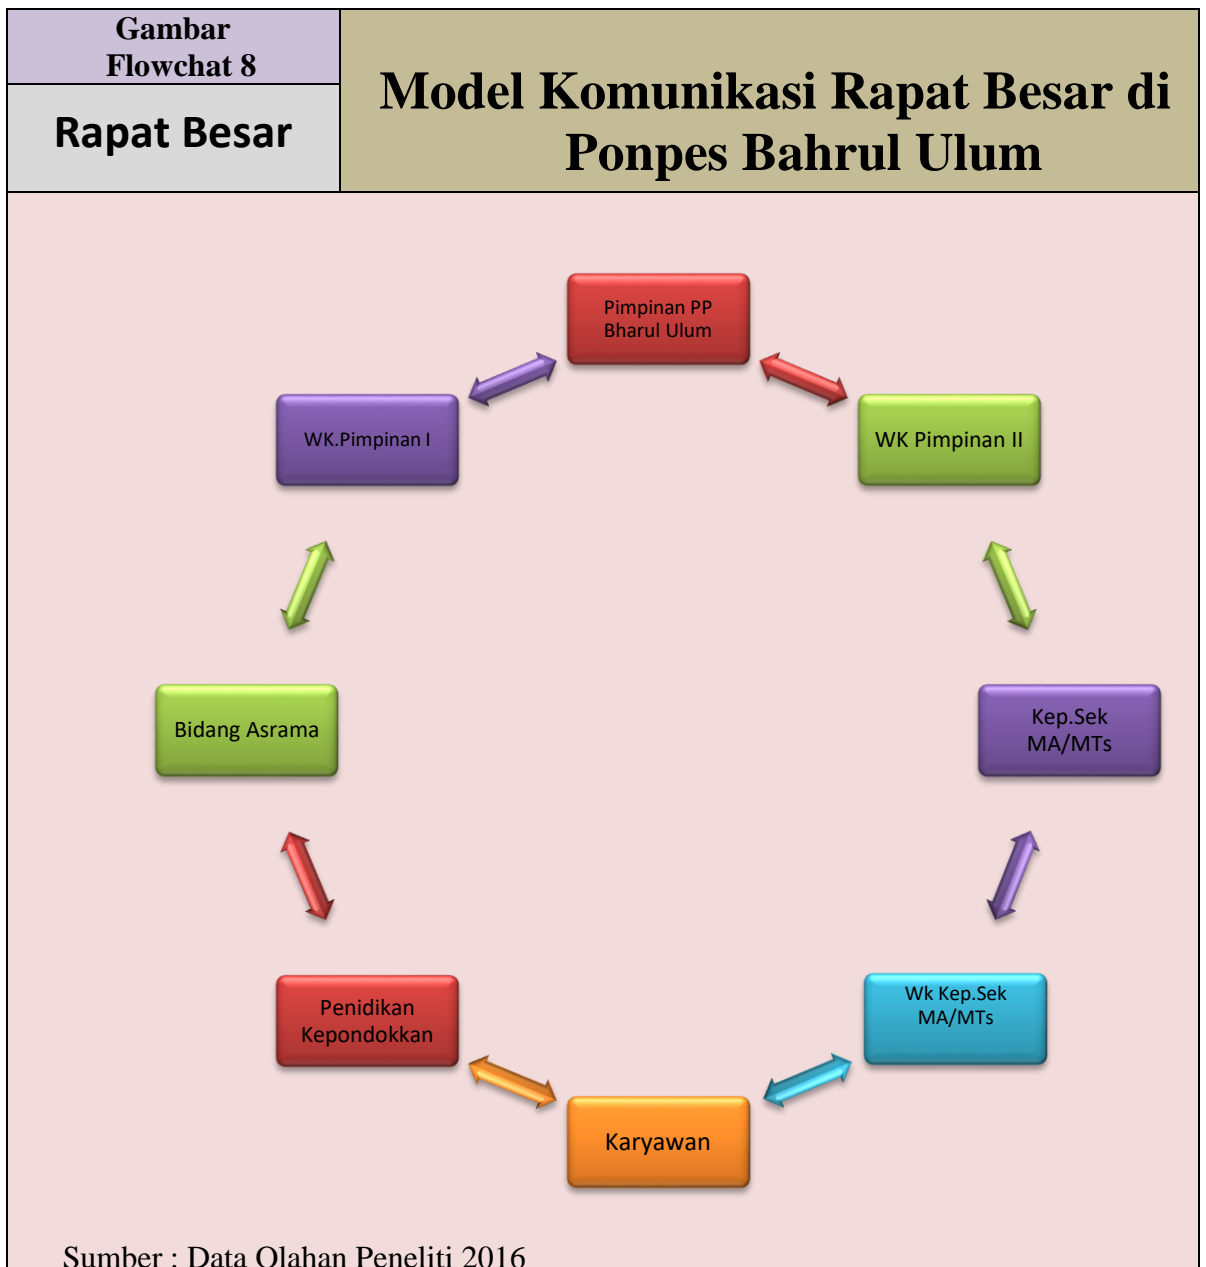 Gambar
Flowchat 8
Rapat Besar
Model Komunikasi Rapat Besar di
Ponpes Bahrul Ulum
Pimpinan PP
Bharul Ulum
WK.Pimpinan I
WK Pimpinan II
Bidang Asrama
Kep.Sek
MA/MTs
Penidikan
Kepondokkan
Wk Kep.Sek
MA/MTs
Karyawan
Sumber : Data Olahan Peneliti 2016